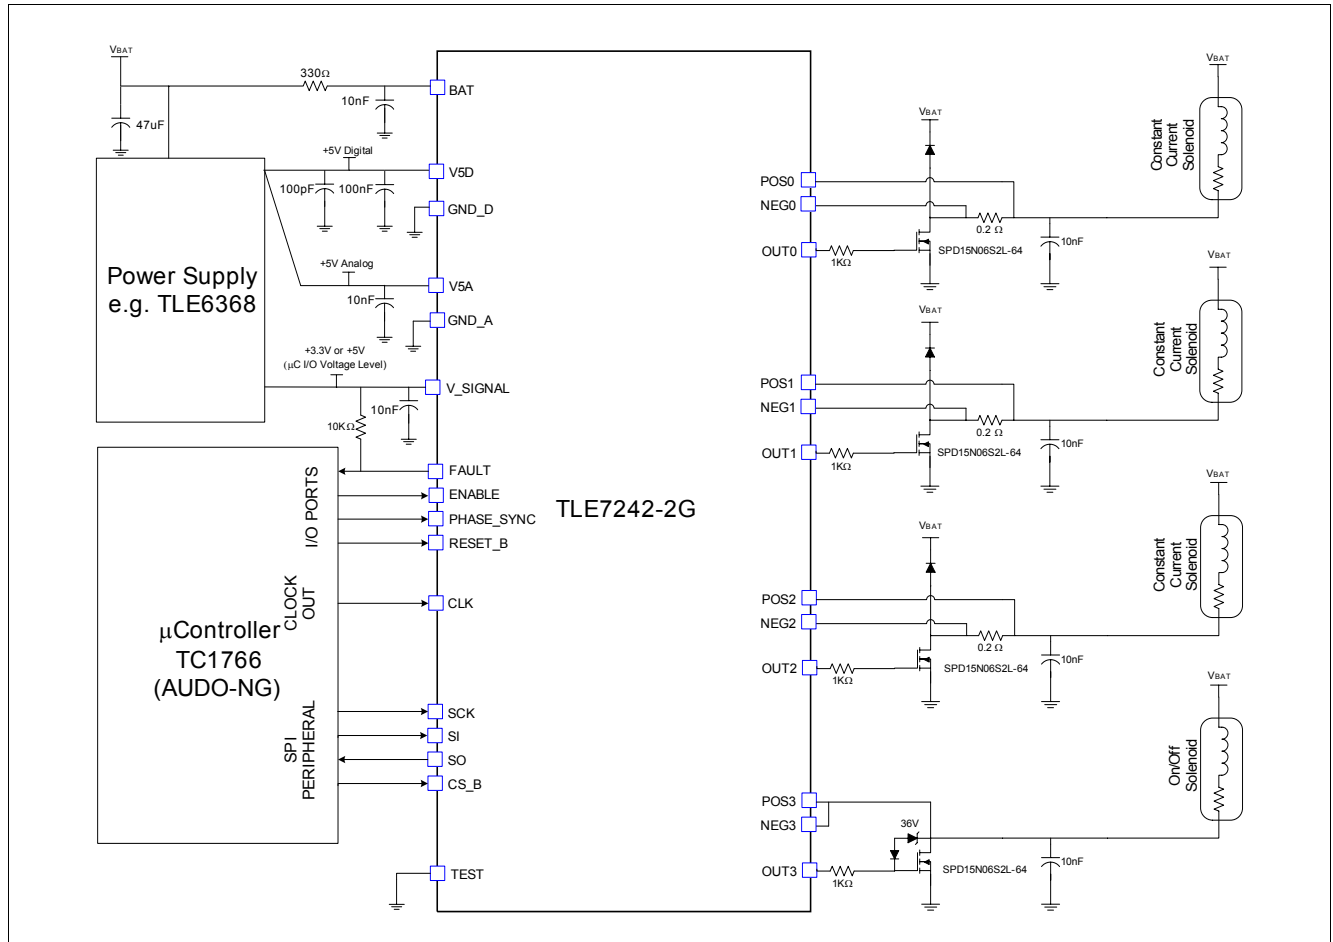 VBAT
330Ω
10nF
BAT
47uF
+5V Digital
V5D
100pF
100nF
GND_D
Power Supply
e.g. TLE6368
+5V Analog
V5A
10nF
GND_A
+3.3V or +5V
(µC I/O Voltage Level)
V_SIGNAL
10nF
10KΩ
FAULT
ENABLE
PHASE_SYNC
RESET_B
I/O PORTS
CLOCK
OUT
CLK
µController
TC1766
(AUDO-NG)
SPI
PERIPHERAL
SCK
SI
SO
CS_B
TEST
TLE7242-2G
VBAT
VBAT
Constant
Current
Solenoid
POS0
NEG0
OUT0
1KΩ
0.2 Ω
SPD15N06S2L-64
10nF
VBAT
VBAT
Constant
Current
Solenoid
POS1
NEG1
OUT1
1KΩ
0.2 Ω
SPD15N06S2L-64
10nF
VBAT
VBAT
Constant
Current
Solenoid
POS2
NEG2
OUT2
1KΩ
0.2 Ω
SPD15N06S2L-64
10nF
VBAT
On/Off
Solenoid
POS3
NEG3
36V
OUT3
1KΩ
SPD15N06S2L-64
10nF